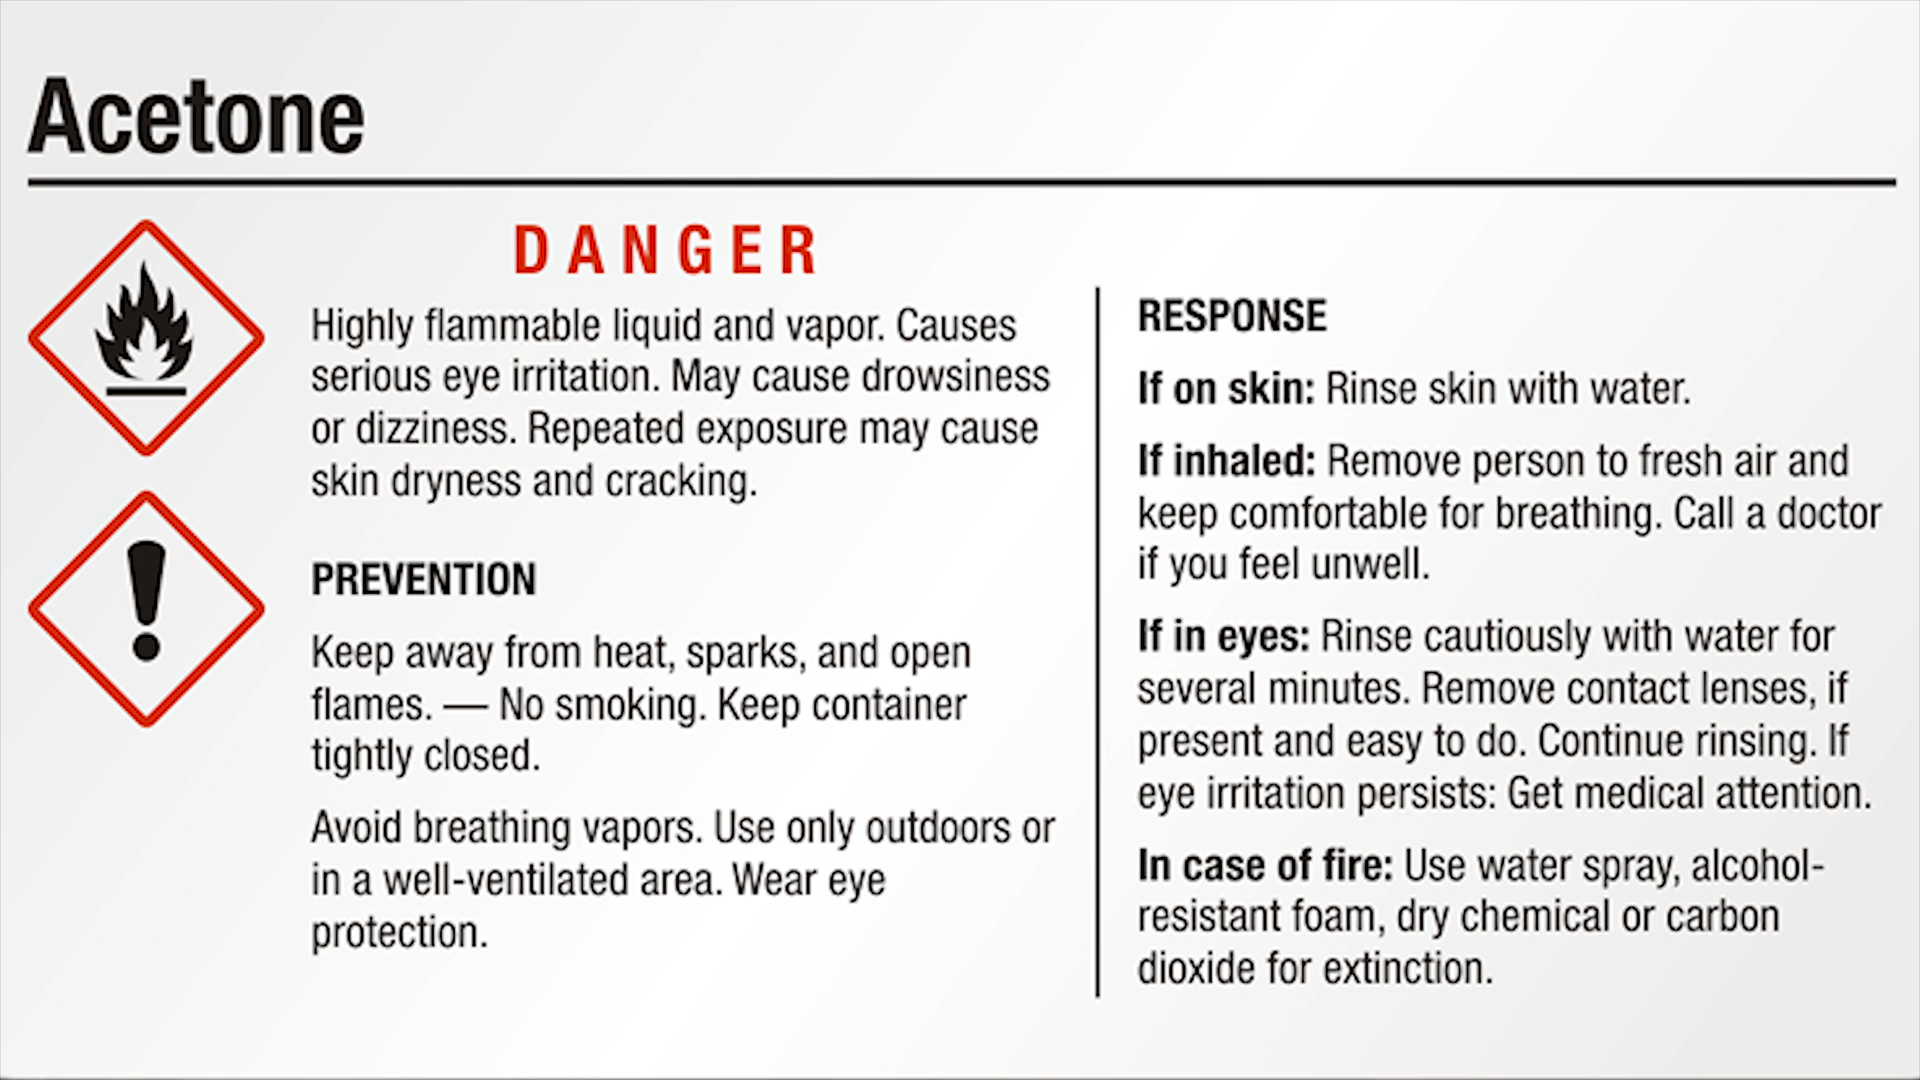 Acetone
DANGER
Highly flammable liquid and vapor. Causes
serious eye irritation. May cause drowsiness
or dizziness. Repeated exposure may cause
skin dryness and cracking.
PREVENTION
Keep away from heat, sparks, and open
flames. — No smoking. Keep container
tightly closed.
Avoid breathing vapors. Use only outdoors or
in a well-ventilated area. Wear eye
protection.
RESPONSE
If on skin: Rinse skin with water.
If inhaled: Remove person to fresh air and
keep comfortable for breathing. Call a doctor
if you feel unwell.
If in eyes: Rinse cautiously with water for
several minutes. Remove contact lenses, if
present and easy to do. Continue rinsing. If
eye irritation persists: Get medical attention.
In case of fire: Use water spray, alcohol-
resistant foam, dry chemical or carbon
dioxide for extinction.